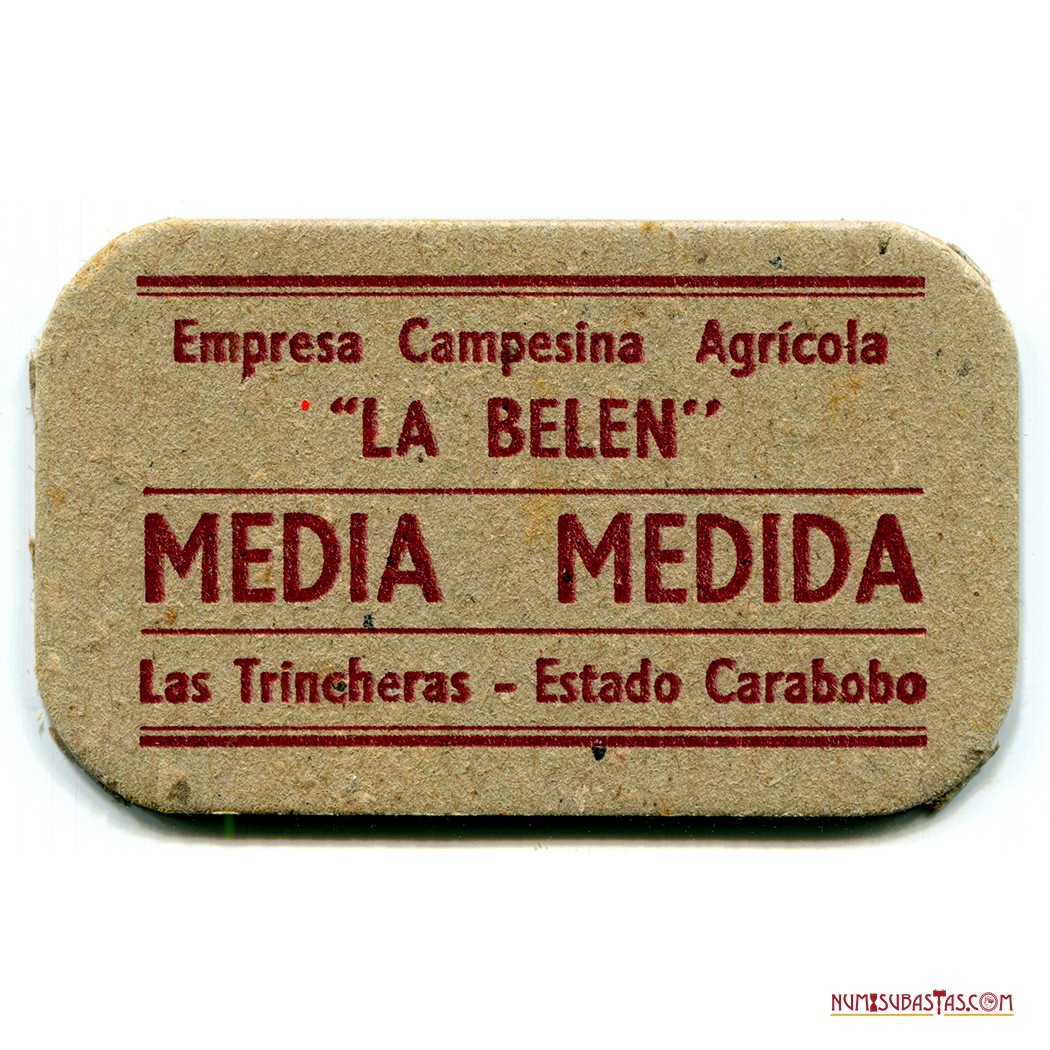 Empresa Campesina Agrícola
“LA BELEN”
MEDIA MEDIDA
Las Trincheras - Estado Carabobo
NUMISUBASTAS.COM